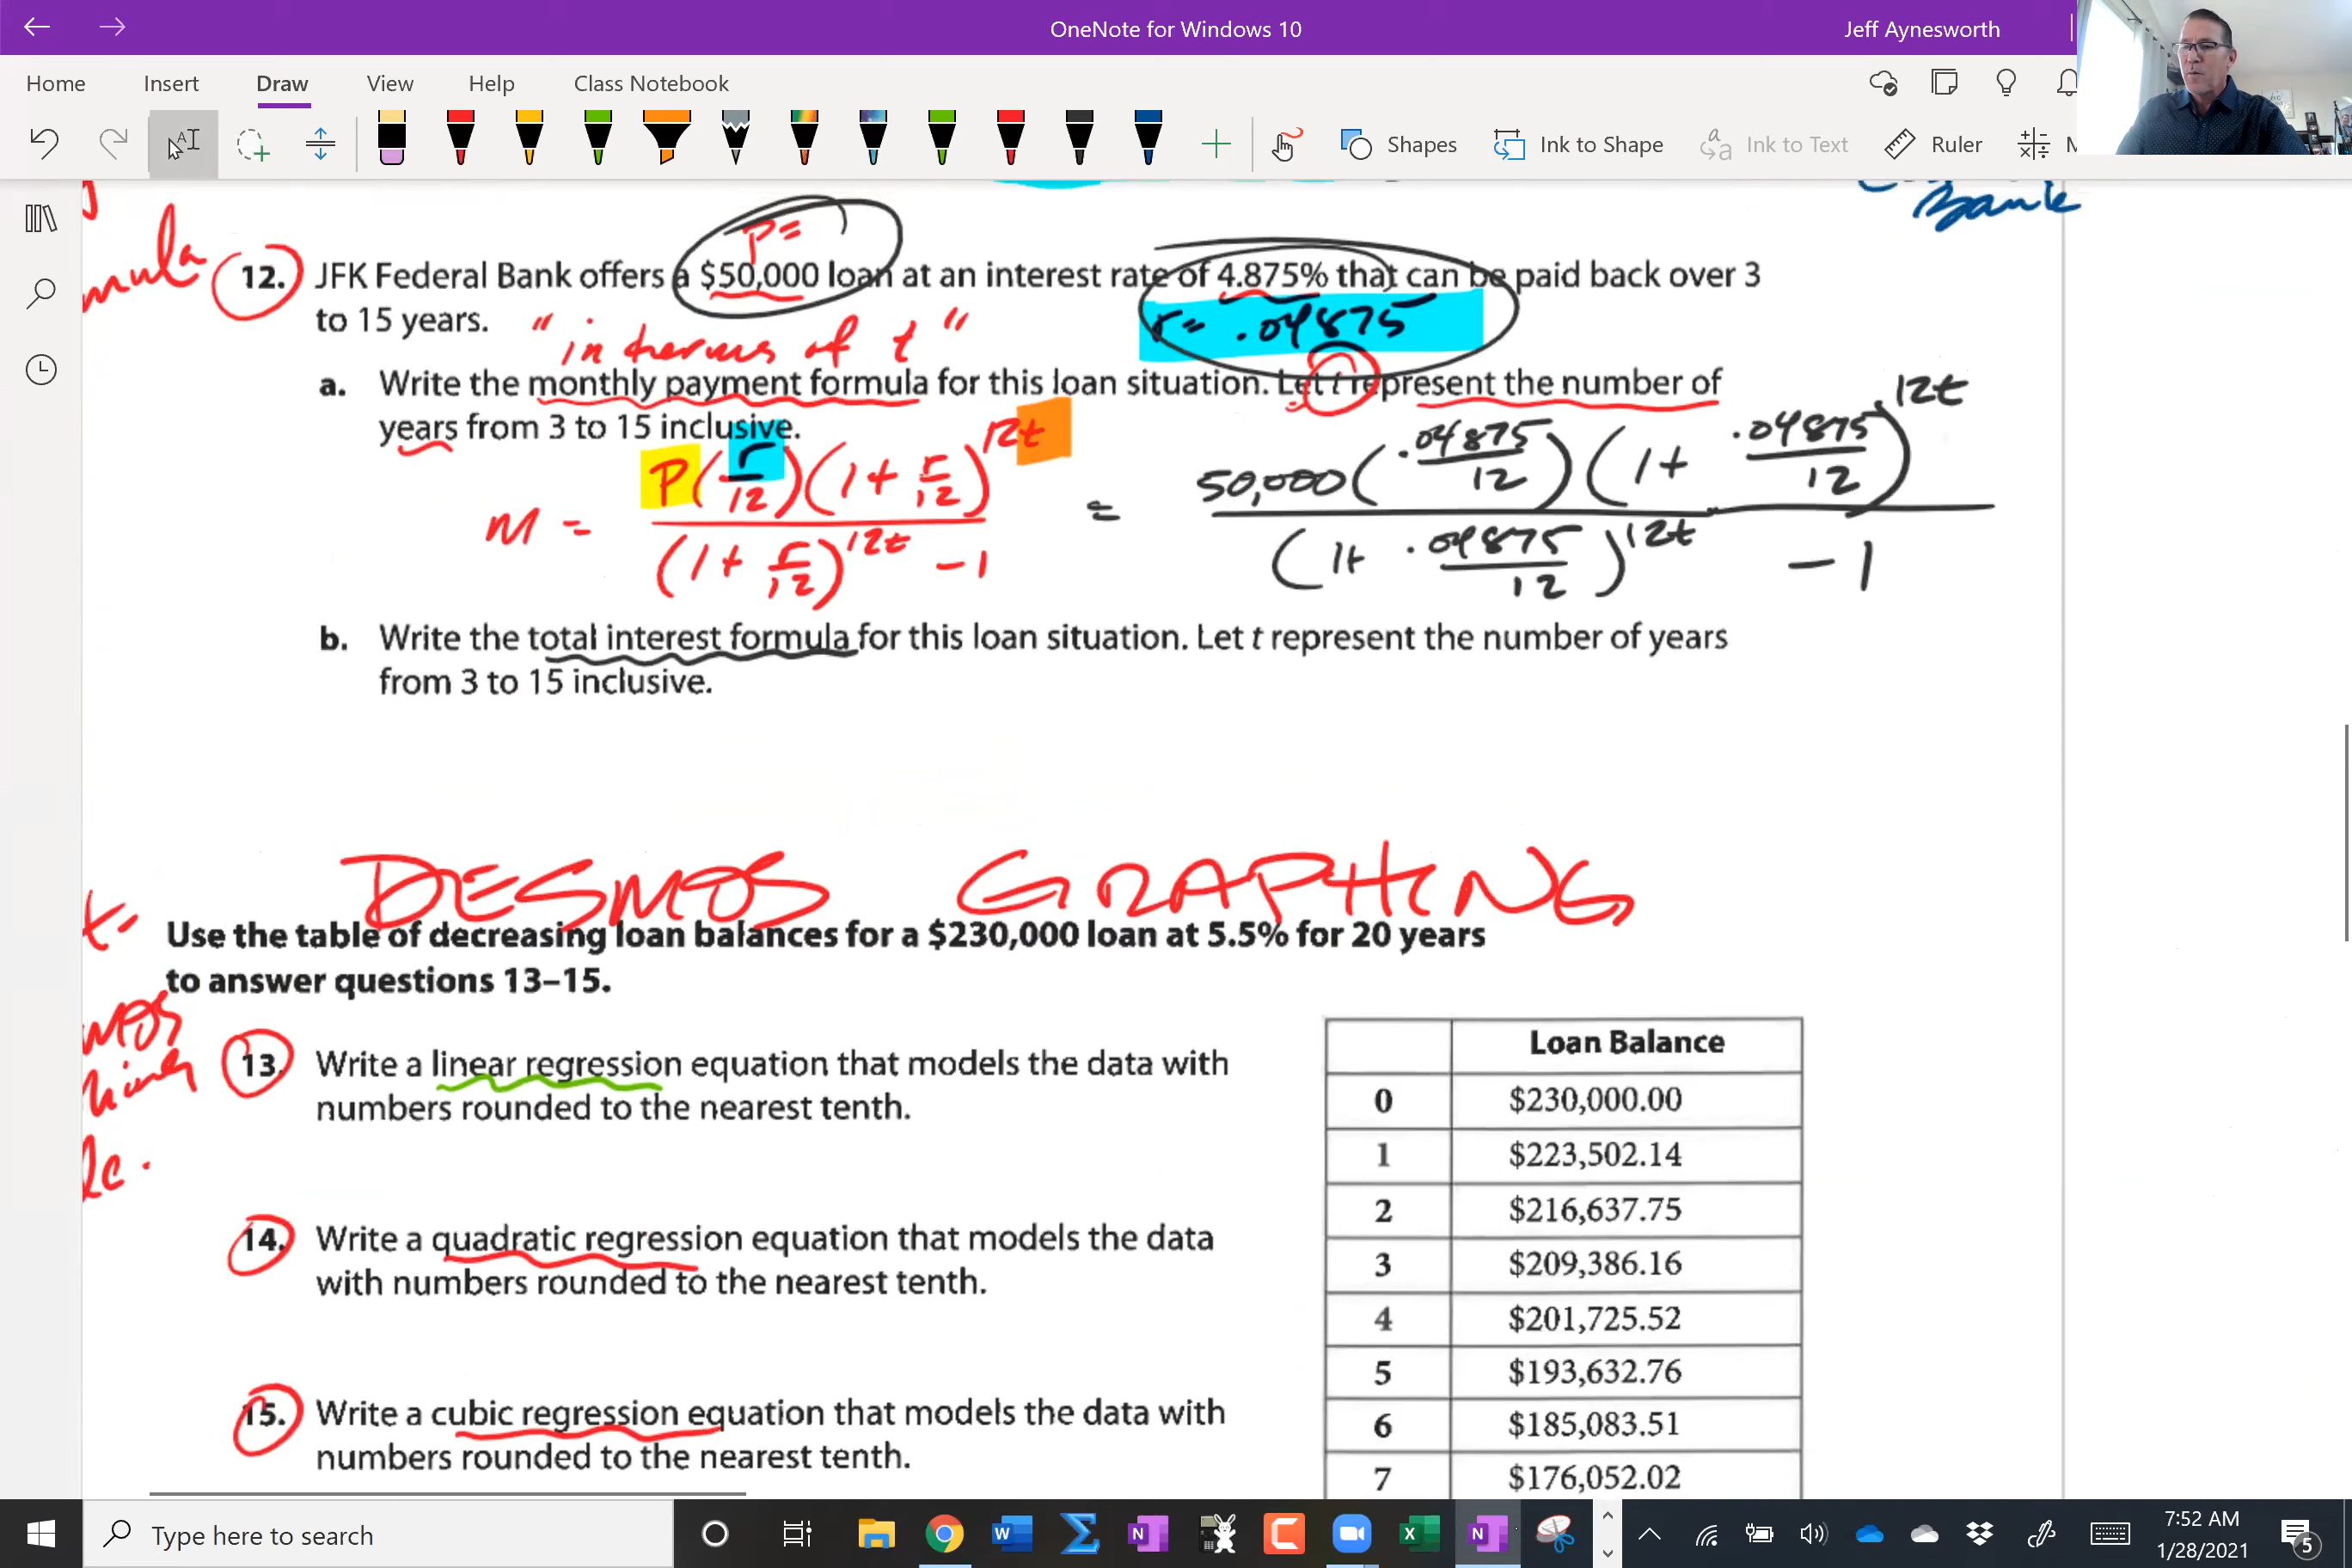 OneNote for Windows 10
Jeff Aynesworth
Home Insert Draw View Help Class Notebook
Shapes Ink to Shape Ink to Text Ruler M
Bank
mula
P=
12. JFK Federal Bank offers a $50,000 loan at an interest rate of 4.875% that can be paid back over 3
to 15 years. "in terms of t" r= .04875
a. Write the monthly payment formula for this loan situation. Let t represent the number of
years from 3 to 15 inclusive.
M = P(r/12)(1+ r/12)^12t / (1+ r/12)^12t -1 = 50,000(.04875/12)(1+ .04875/12)^12t / (1+ .04875/12)^12t - 1
b. Write the total interest formula for this loan situation. Let t represent the number of years
from 3 to 15 inclusive.
DESMOS GRAPHING
t.
Use the table of decreasing loan balances for a $230,000 loan at 5.5% for 20 years
to answer questions 13–15.
mos
hing
lc.
13. Write a linear regression equation that models the data with
numbers rounded to the nearest tenth.
14. Write a quadratic regression equation that models the data
with numbers rounded to the nearest tenth.
15. Write a cubic regression equation that models the data with
numbers rounded to the nearest tenth.
Loan Balance
0 $230,000.00
1 $223,502.14
2 $216,637.75
3 $209,386.16
4 $201,725.52
5 $193,632.76
6 $185,083.51
7 $176,052.02
Type here to search
7:52 AM
1/28/2021
5